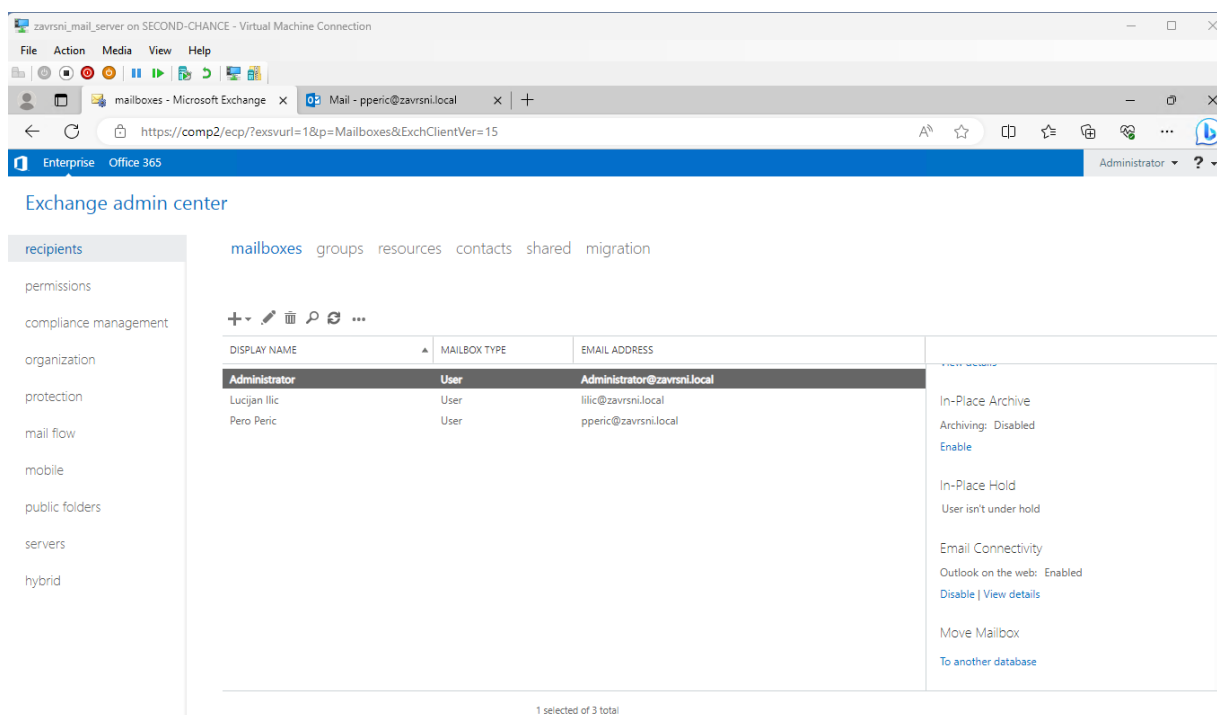 zavrsni_mail_server on SECOND-CHANCE - Virtual Machine Connection
File Action Media View Help
mailboxes - Microsoft Exchange
Mail - pperic@zavrsni.local
https://comp2/ecp/?exsvurl=1&p=Mailboxes&ExchClientVer=15
Enterprise Office 365
Administrator ?
Exchange admin center
recipients
permissions
compliance management
organization
protection
mail flow
mobile
public folders
servers
hybrid
mailboxes groups resources contacts shared migration
DISPLAY NAME MAILBOX TYPE EMAIL ADDRESS
Administrator User Administrator@zavrsni.local
Lucijan Ilic User lilic@zavrsni.local
Pero Peric User pperic@zavrsni.local
View details
In-Place Archive
Archiving: Disabled
Enable
In-Place Hold
User isn't under hold
Email Connectivity
Outlook on the web: Enabled
Disable | View details
Move Mailbox
To another database
1 selected of 3 total